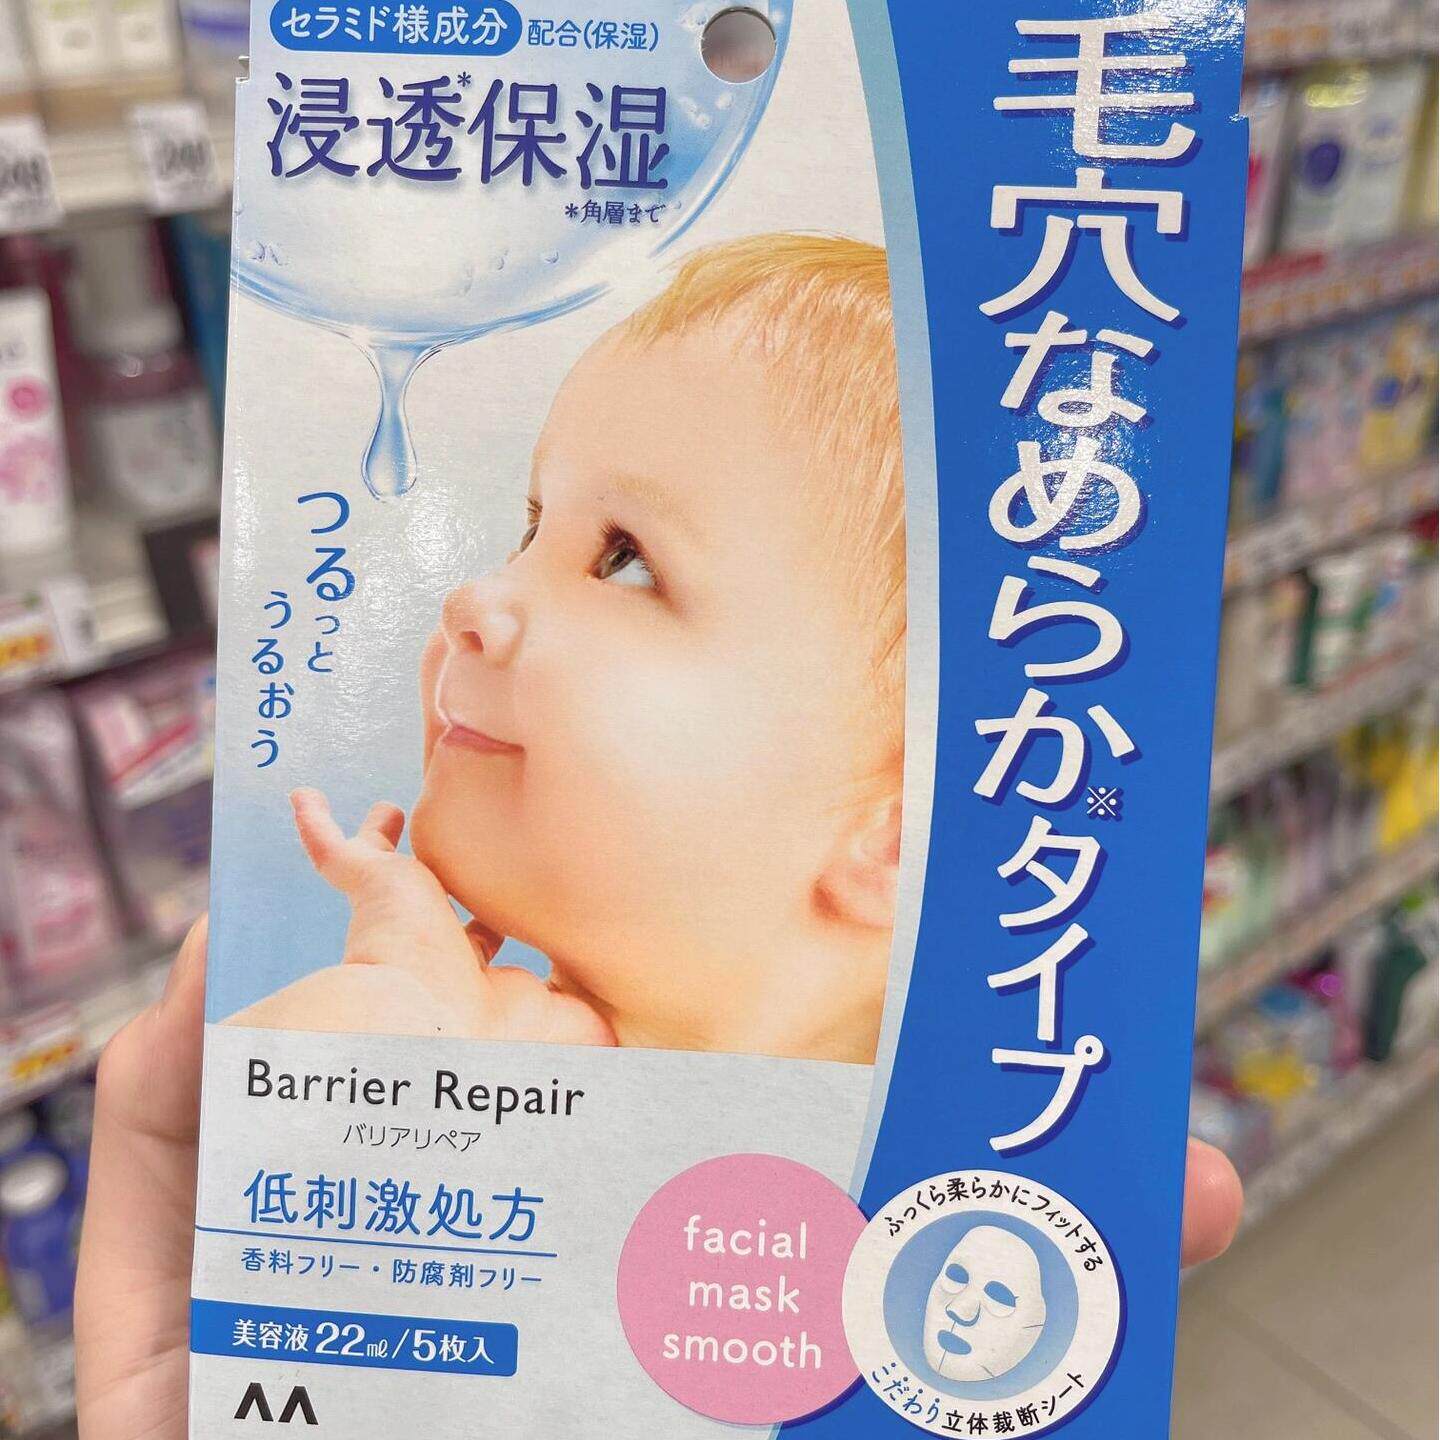 セラミド様成分 配合(保湿)
浸透*保湿
*角層まで
毛穴なめらか※タイプ
つるっと
うるおう
Barrier Repair
バリアリペア
低刺激処方
香料フリー・防腐剤フリー
美容液22ml/5枚入
facial
mask
smooth
ふっくら柔らかにフィットする
こだわり立体裁断シート